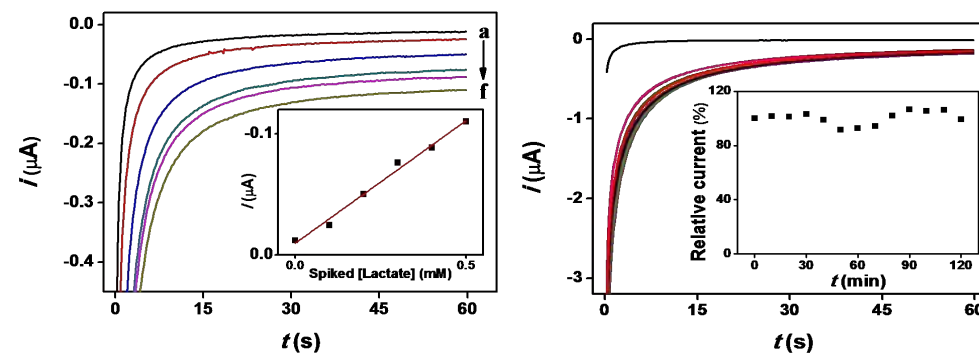 0.0
-0.1
-0.2
-0.3
-0.4
i (μA)
0 15 30 45 60
t (s)
a
f
-0.1
0.0
I (μA)
0.0 0.5
Spiked [Lactate] (mM)
0
-1
-2
-3
i (μA)
0 15 30 45 60
t (s)
120
100
80
60
Relative current (%)
0 30 60 90 120
t (min)